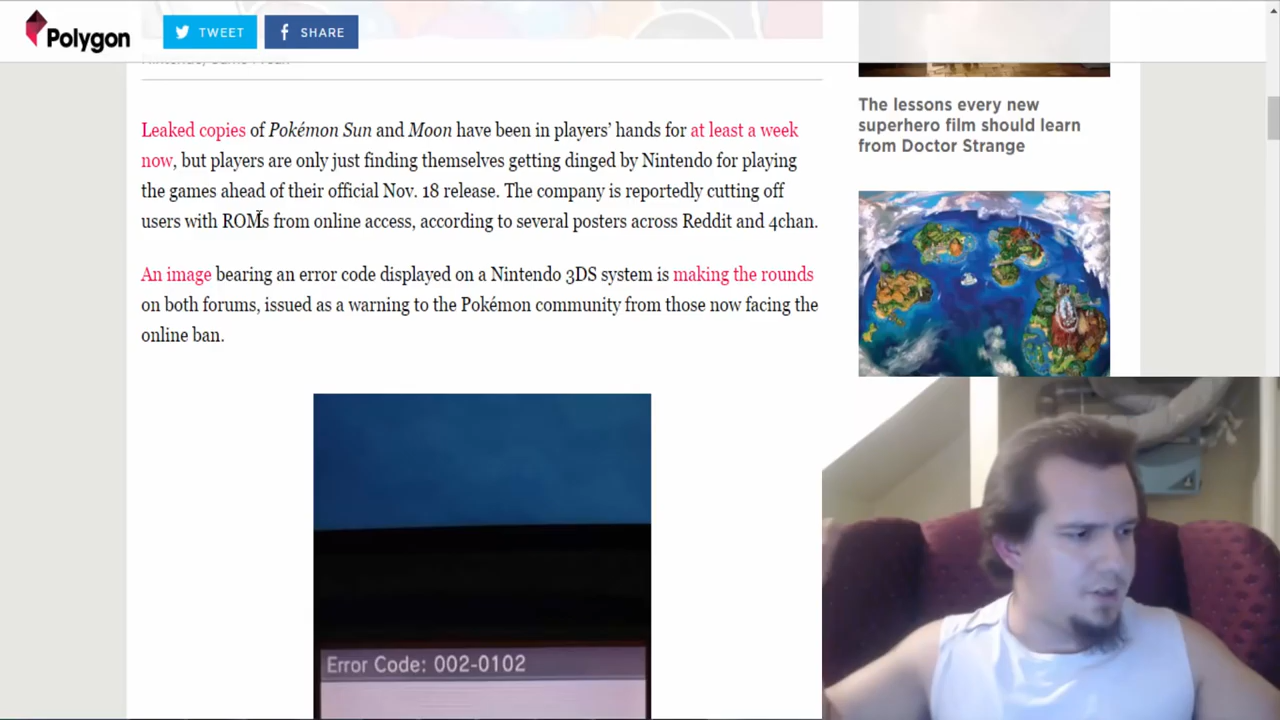 Polygon
TWEET
SHARE
Leaked copies of Pokémon Sun and Moon have been in players’ hands for at least a week
now, but players are only just finding themselves getting dinged by Nintendo for playing
the games ahead of their official Nov. 18 release. The company is reportedly cutting off
users with ROMs from online access, according to several posters across Reddit and 4chan.
An image bearing an error code displayed on a Nintendo 3DS system is making the rounds
on both forums, issued as a warning to the Pokémon community from those now facing the
online ban.
Error Code: 002-0102
The lessons every new
superhero film should learn
from Doctor Strange